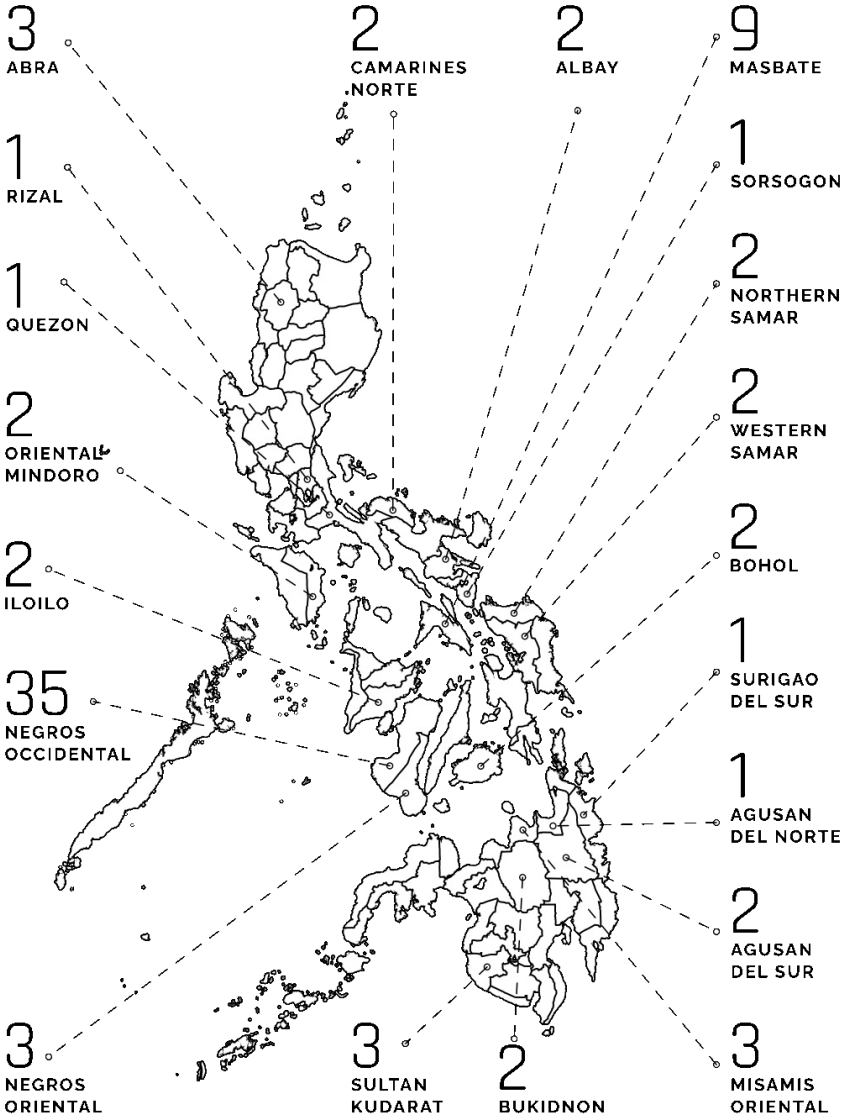 3
ABRA
2
CAMARINES
NORTE
2
ALBAY
9
MASBATE
1
RIZAL
1
SORSOGON
1
QUEZON
2
NORTHERN
SAMAR
2
ORIENTAL
MINDORO
2
WESTERN
SAMAR
2
ILOILO
2
BOHOL
35
NEGROS
OCCIDENTAL
1
SURIGAO
DEL SUR
1
AGUSAN
DEL NORTE
2
AGUSAN
DEL SUR
3
NEGROS
ORIENTAL
3
SULTAN
KUDARAT
2
BUKIDNON
3
MISAMIS
ORIENTAL